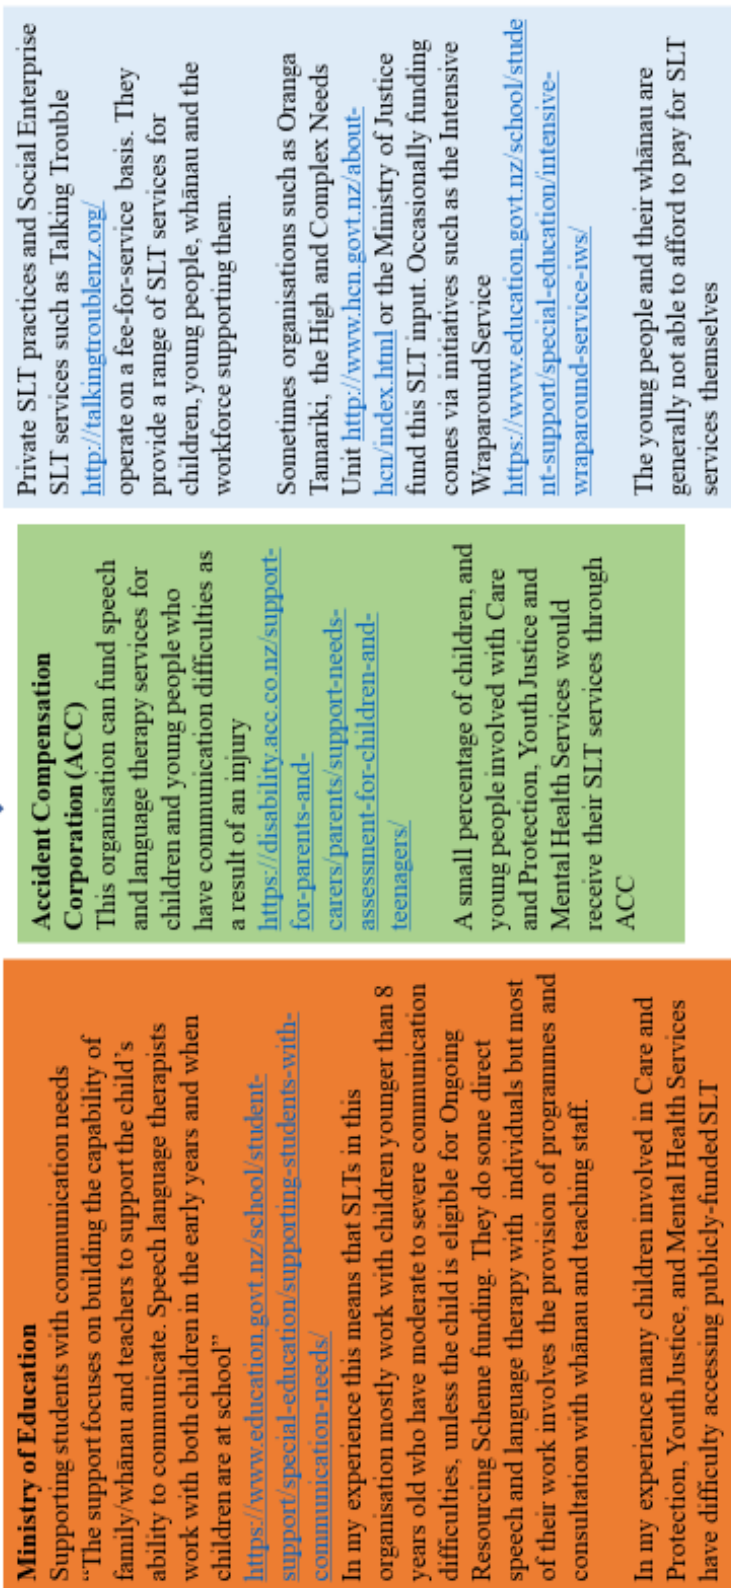 Ministry of Education
Supporting students with communication needs
“The support focuses on building the capability of
family/whānau and teachers to support the child’s
ability to communicate. Speech language therapists
work with both children in the early years and when
children are at school”
https://www.education.govt.nz/school/student-
support/special-education/supporting-students-with-
communication-needs/
In my experience this means that SLTs in this
organisation mostly work with children younger than 8
years old who have moderate to severe communication
difficulties, unless the child is eligible for Ongoing
Resourcing Scheme funding. They do some direct
speech and language therapy with individuals but most
of their work involves the provision of programmes and
consultation with whānau and teaching staff.
In my experience many children involved in Care and
Protection, Youth Justice, and Mental Health Services
have difficulty accessing publicly-funded SLT
Accident Compensation
Corporation (ACC)
This organisation can fund speech
and language therapy services for
children and young people who
have communication difficulties as
a result of an injury
https://disability.acc.co.nz/support-
for-parents-and-
carers/parents/support-needs-
assessment-for-children-and-
teenagers/
A small percentage of children, and
young people involved with Care
and Protection, Youth Justice and
Mental Health Services would
receive their SLT services through
ACC
Private SLT practices and Social Enterprise
SLT services such as Talking Trouble
http://talkingtroublenz.org/
operate on a fee-for-service basis. They
provide a range of SLT services for
children, young people, whānau and the
workforce supporting them.
Sometimes organisations such as Oranga
Tamariki, the High and Complex Needs
Unit http://www.hcn.govt.nz/about-
hcn/index.html or the Ministry of Justice
fund this SLT input. Occasionally funding
comes via initiatives such as the Intensive
Wraparound Service
https://www.education.govt.nz/school/stude
nt-support/special-education/intensive-
wraparound-service-iws/
The young people and their whānau are
generally not able to afford to pay for SLT
services themselves